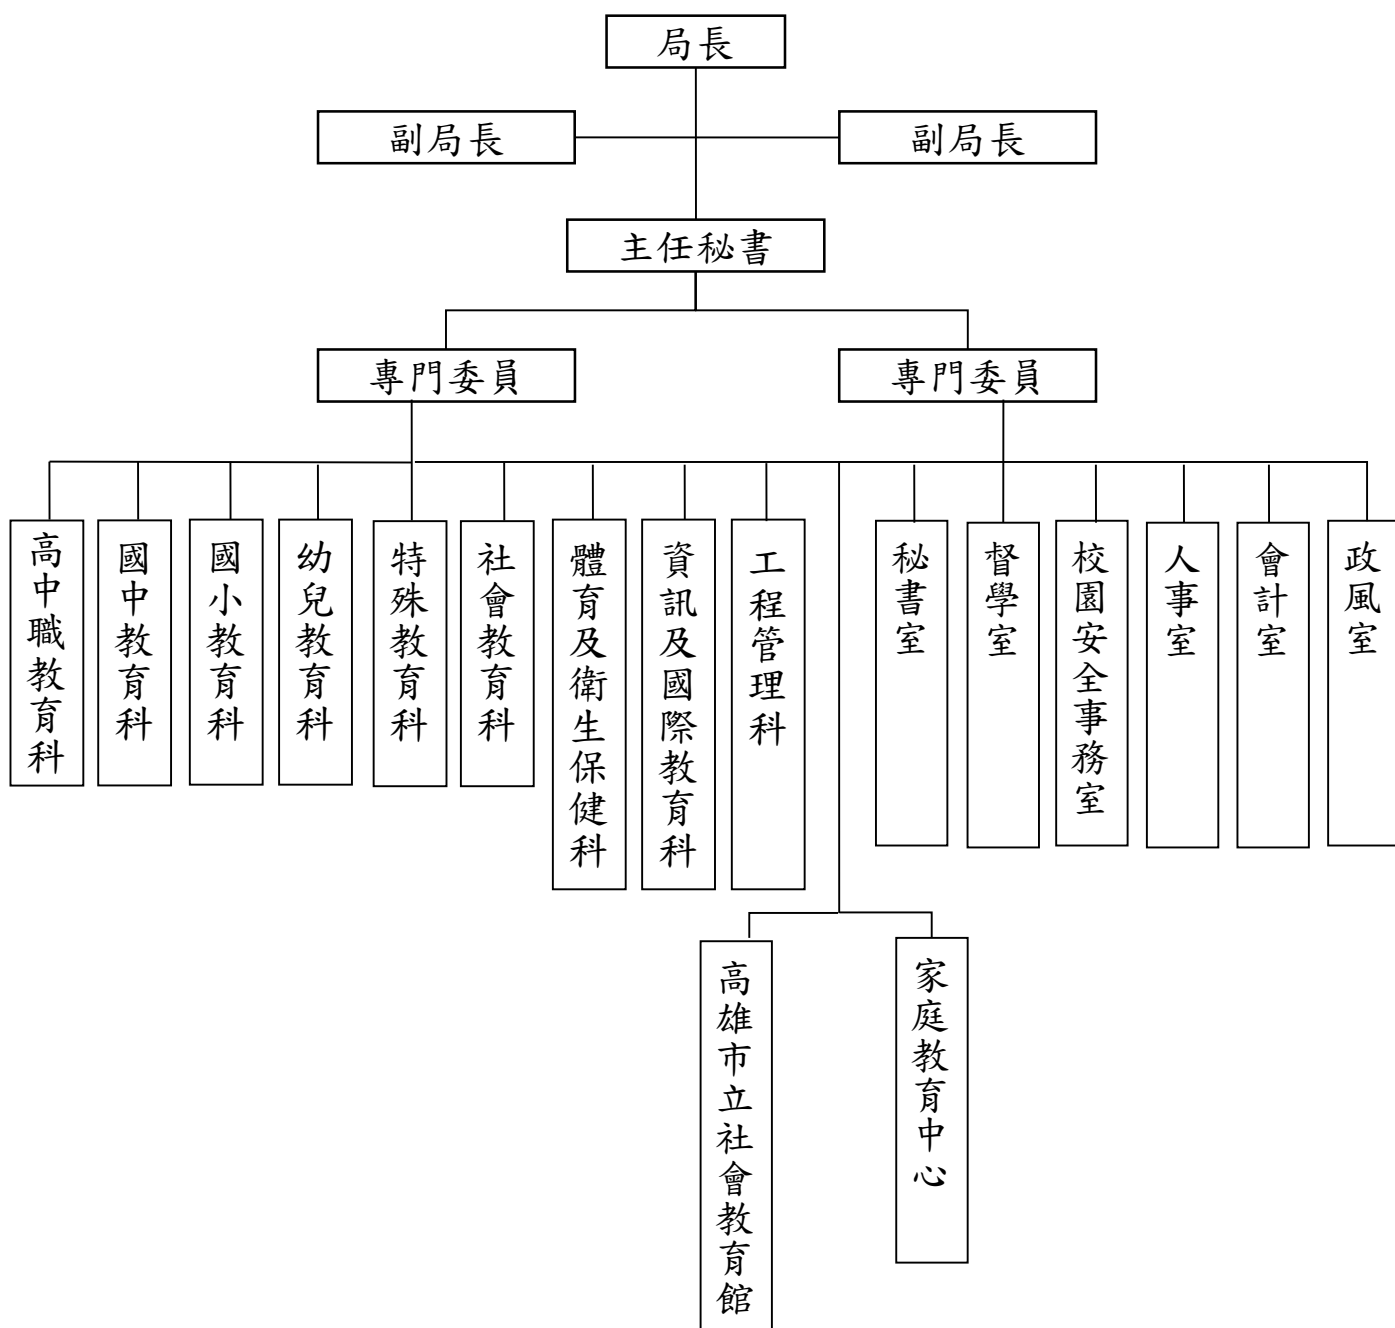 局長
副局長
副局長
主任秘書
專門委員
專門委員
高中職教育科
國中教育科
國小教育科
幼兒教育科
特殊教育科
社會教育科
體育及衛生保健科
資訊及國際教育科
工程管理科
秘書室
督學室
校園安全事務室
人事室
會計室
政風室
高雄市立社會教育館
家庭教育中心